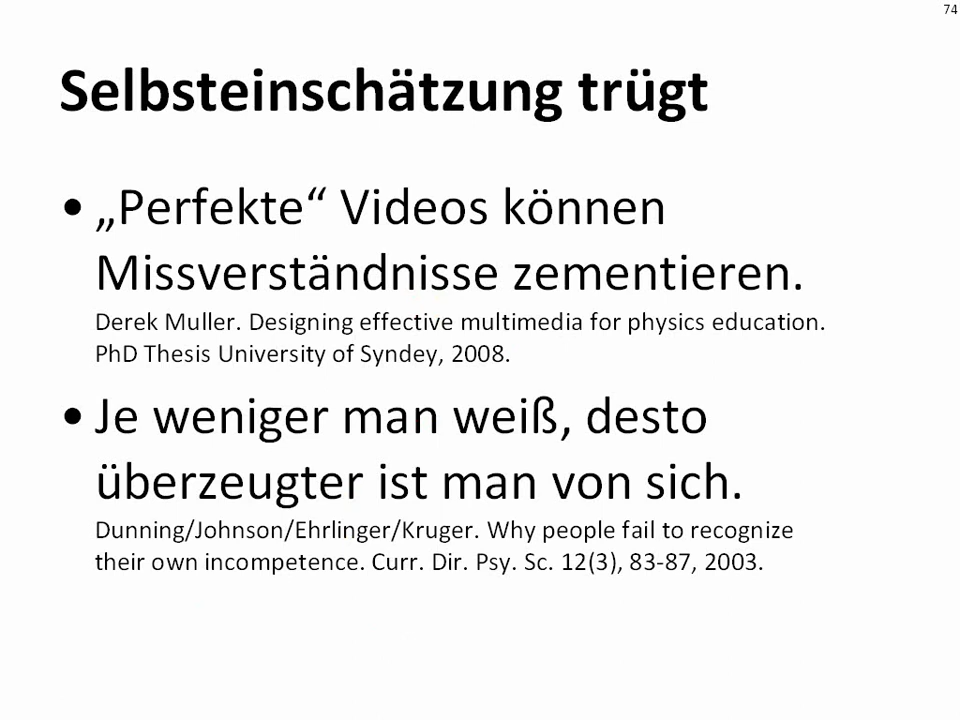 74
Selbsteinschätzung trügt
• „Perfekte“ Videos können
Missverständnisse zementieren.
Derek Muller. Designing effective multimedia for physics education.
PhD Thesis University of Syndey, 2008.
• Je weniger man weiß, desto
überzeugter ist man von sich.
Dunning/Johnson/Ehrlinger/Kruger. Why people fail to recognize
their own incompetence. Curr. Dir. Psy. Sc. 12(3), 83-87, 2003.